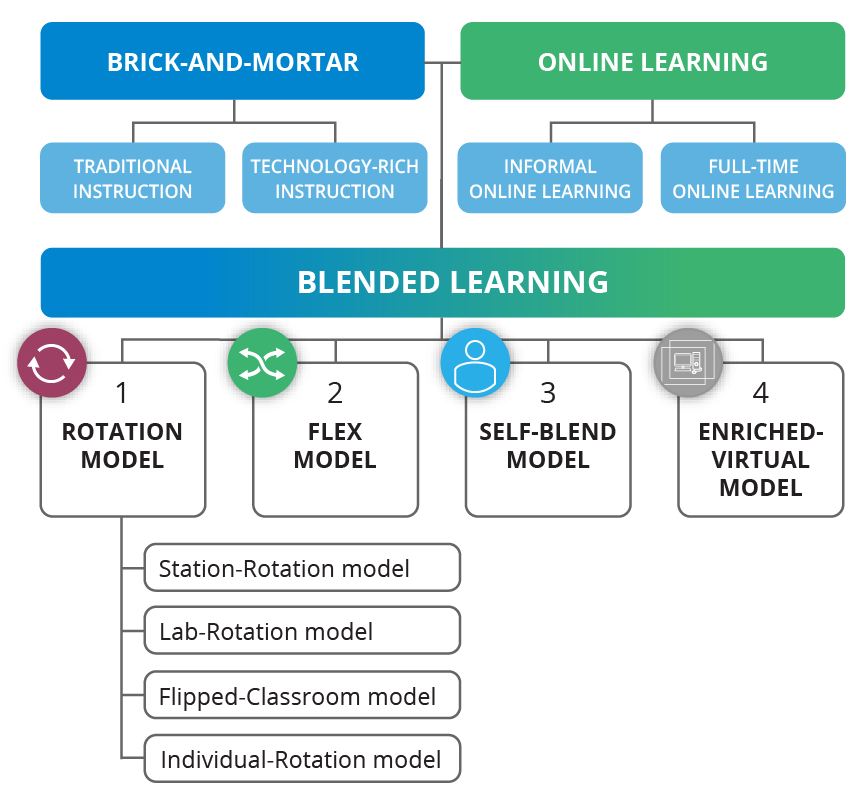 BRICK-AND-MORTAR
ONLINE LEARNING
TRADITIONAL
INSTRUCTION
TECHNOLOGY-RICH
INSTRUCTION
INFORMAL
ONLINE LEARNING
FULL-TIME
ONLINE LEARNING
BLENDED LEARNING
1
ROTATION
MODEL
2
FLEX
MODEL
3
SELF-BLEND
MODEL
4
ENRICHED-
VIRTUAL
MODEL
Station-Rotation model
Lab-Rotation model
Flipped-Classroom model
Individual-Rotation model